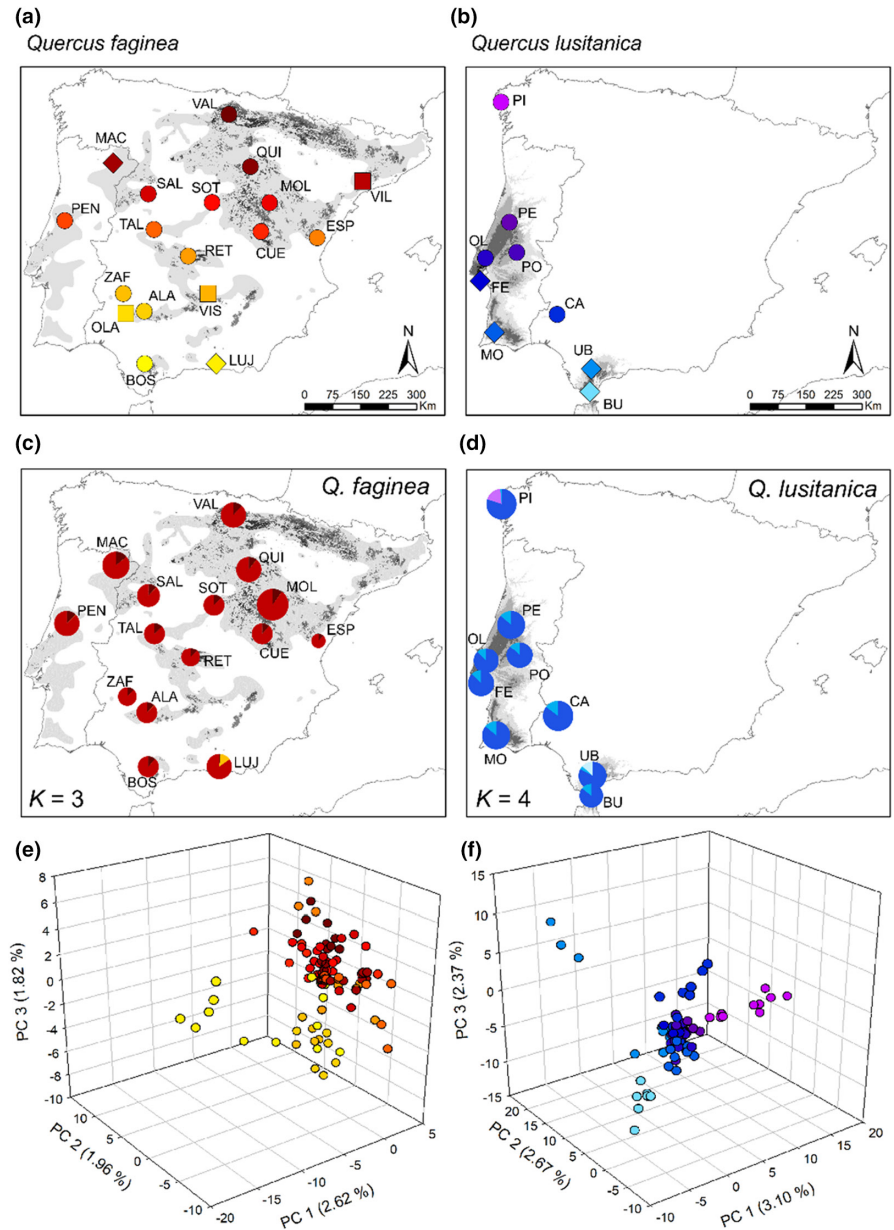 (a)
Quercus faginea
VAL
MAC
QUI
SAL
SOT
MOL
VIL
PEN
TAL
ESP
RET
CUE
ZAF
ALA
VIS
OLA
BOS
LUJ
N
0 75 150 225 300
Km
(b)
Quercus lusitanica
PI
PE
OL
PO
FE
CA
MO
UB
BU
N
0 75 150 225 300
Km
(c)
Q. faginea
VAL
MAC
QUI
SAL
SOT
MOL
PEN
TAL
ESP
CUE
RET
ZAF
ALA
LUJ
BOS
K = 3
(d)
Q. lusitanica
PI
PE
OL
PO
FE
CA
MO
UB
BU
K = 4
(e)
8
6
4
2
0
-2
-4
-6
-8
-10
PC 3 (1.82 %)
10
5
0
-5
-10
PC 2 (1.96 %)
-20
-15
-10
-5
0
5
PC 1 (2.62 %)
(f)
15
10
5
0
-5
-10
-15
PC 3 (2.37 %)
20
15
10
5
0
-5
-10
PC 2 (2.67 %)
-10
-5
0
5
10
15
20
PC 1 (3.10 %)